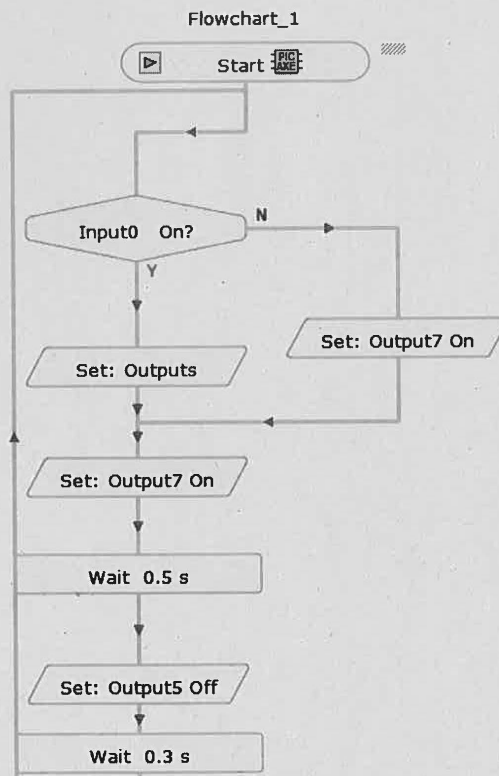 Flowchart_1
Start PIC AXE
Input0 On?
N
Y
Set: Output7 On
Set: Outputs
Set: Output7 On
Wait 0.5 s
Set: Output5 Off
Wait 0.3 s